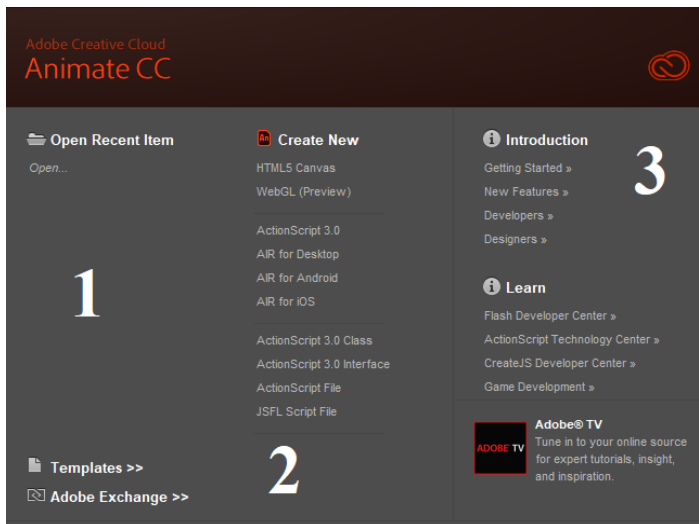 Adobe Creative Cloud
Animate CC
Open Recent Item
Open...
1
Templates >>
Adobe Exchange >>
An Create New
HTML5 Canvas
WebGL (Preview)
ActionScript 3.0
AIR for Desktop
AIR for Android
AIR for iOS
ActionScript 3.0 Class
ActionScript 3.0 Interface
ActionScript File
JSFL Script File
2
Introduction
3
Getting Started »
New Features »
Developers »
Designers »
Learn
Flash Developer Center »
ActionScript Technology Center »
CreateJS Developer Center »
Game Development »
ADOBE® TV
Adobe® TV
Tune in to your online source
for expert tutorials, insight,
and inspiration.